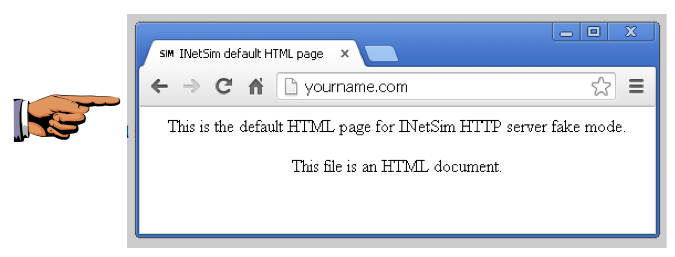 SIM INetSim default HTML page
yourname.com
This is the default HTML page for INetSim HTTP server fake mode.
This file is an HTML document.